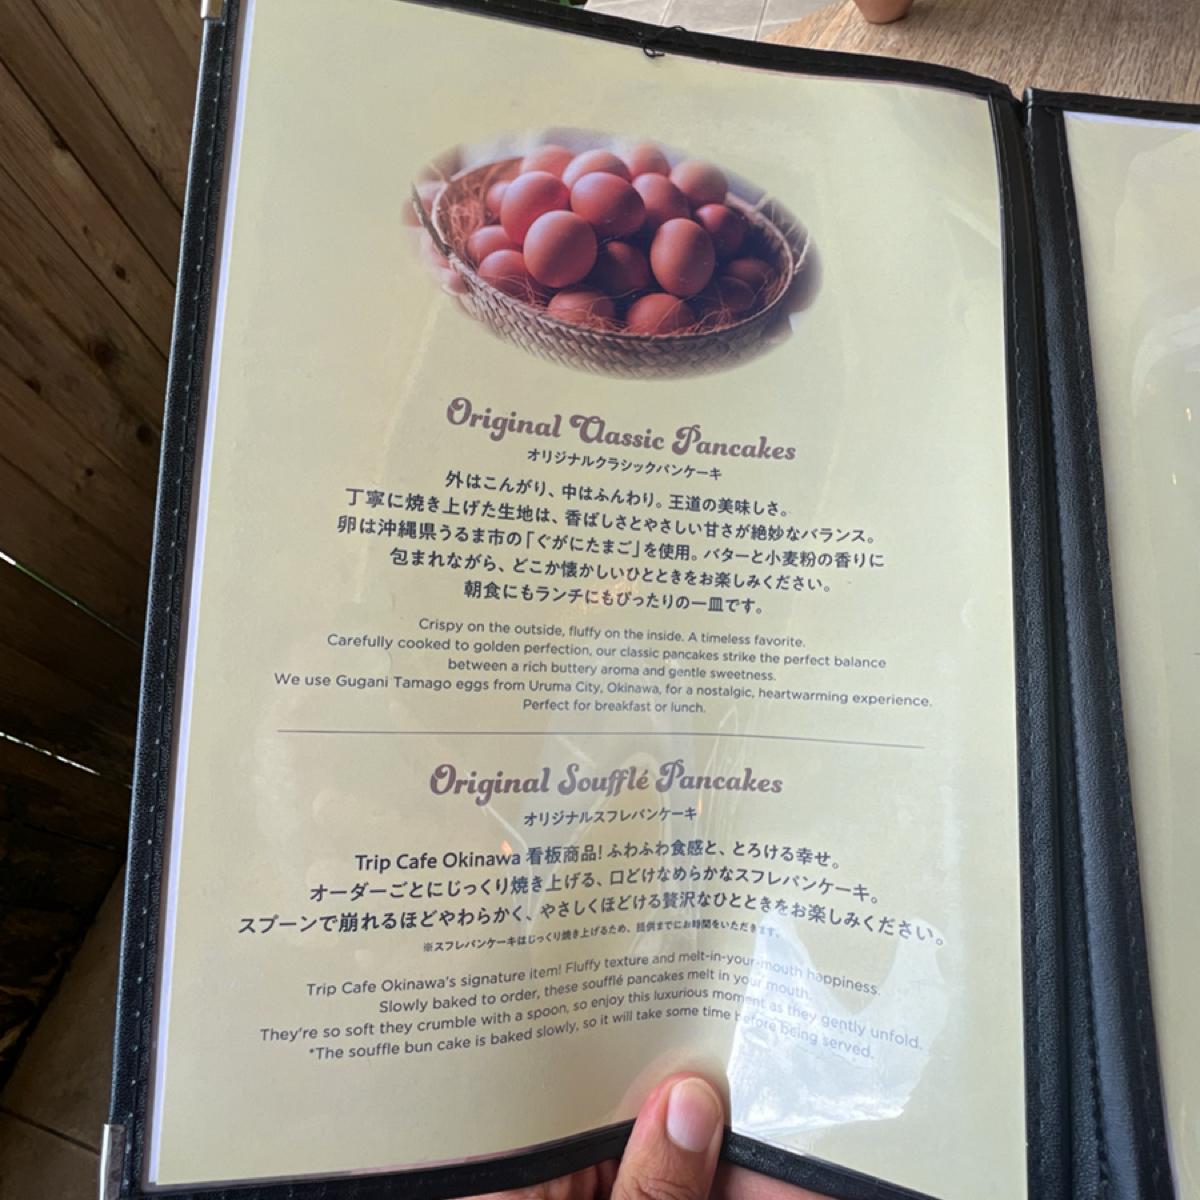 Original Classic Pancakes
オリジナルクラシックパンケーキ
外はこんがり、中はふんわり。王道の美味しさ。
丁寧に焼き上げた生地は、香ばしさとやさしい甘さが絶妙なバランス。
卵は沖縄県うるま市の「ぐがにたまご」を使用。バターと小麦粉の香りに
包まれながら、どこか懐かしいひとときをお楽しみください。
朝食にもランチにもぴったりの一皿です。
Crispy on the outside, fluffy on the inside. A timeless favorite.
Carefully cooked to golden perfection, our classic pancakes strike the perfect balance
between a rich buttery aroma and gentle sweetness.
We use Gugani Tamago eggs from Uruma City, Okinawa, for a nostalgic, heartwarming experience.
Perfect for breakfast or lunch.
Original Soufflé Pancakes
オリジナルスフレパンケーキ
Trip Cafe Okinawa 看板商品! ふわふわ食感と、とろける幸せ。
オーダーごとにじっくり焼き上げる、口どけなめらかなスフレパンケーキ。
スプーンで崩れるほどやわらかく、やさしくほどける贅沢なひとときをお楽しみください。
※スフレパンケーキはじっくり焼き上げるため、提供までにお時間をいただきます。
Trip Cafe Okinawa's signature item! Fluffy texture and melt-in-your-mouth happiness.
Slowly baked to order, these soufflé pancakes melt in your mouth.
They're so soft they crumble with a spoon, so enjoy this luxurious moment as they gently unfold.
*The souffle bun cake is baked slowly, so it will take some time before being served.